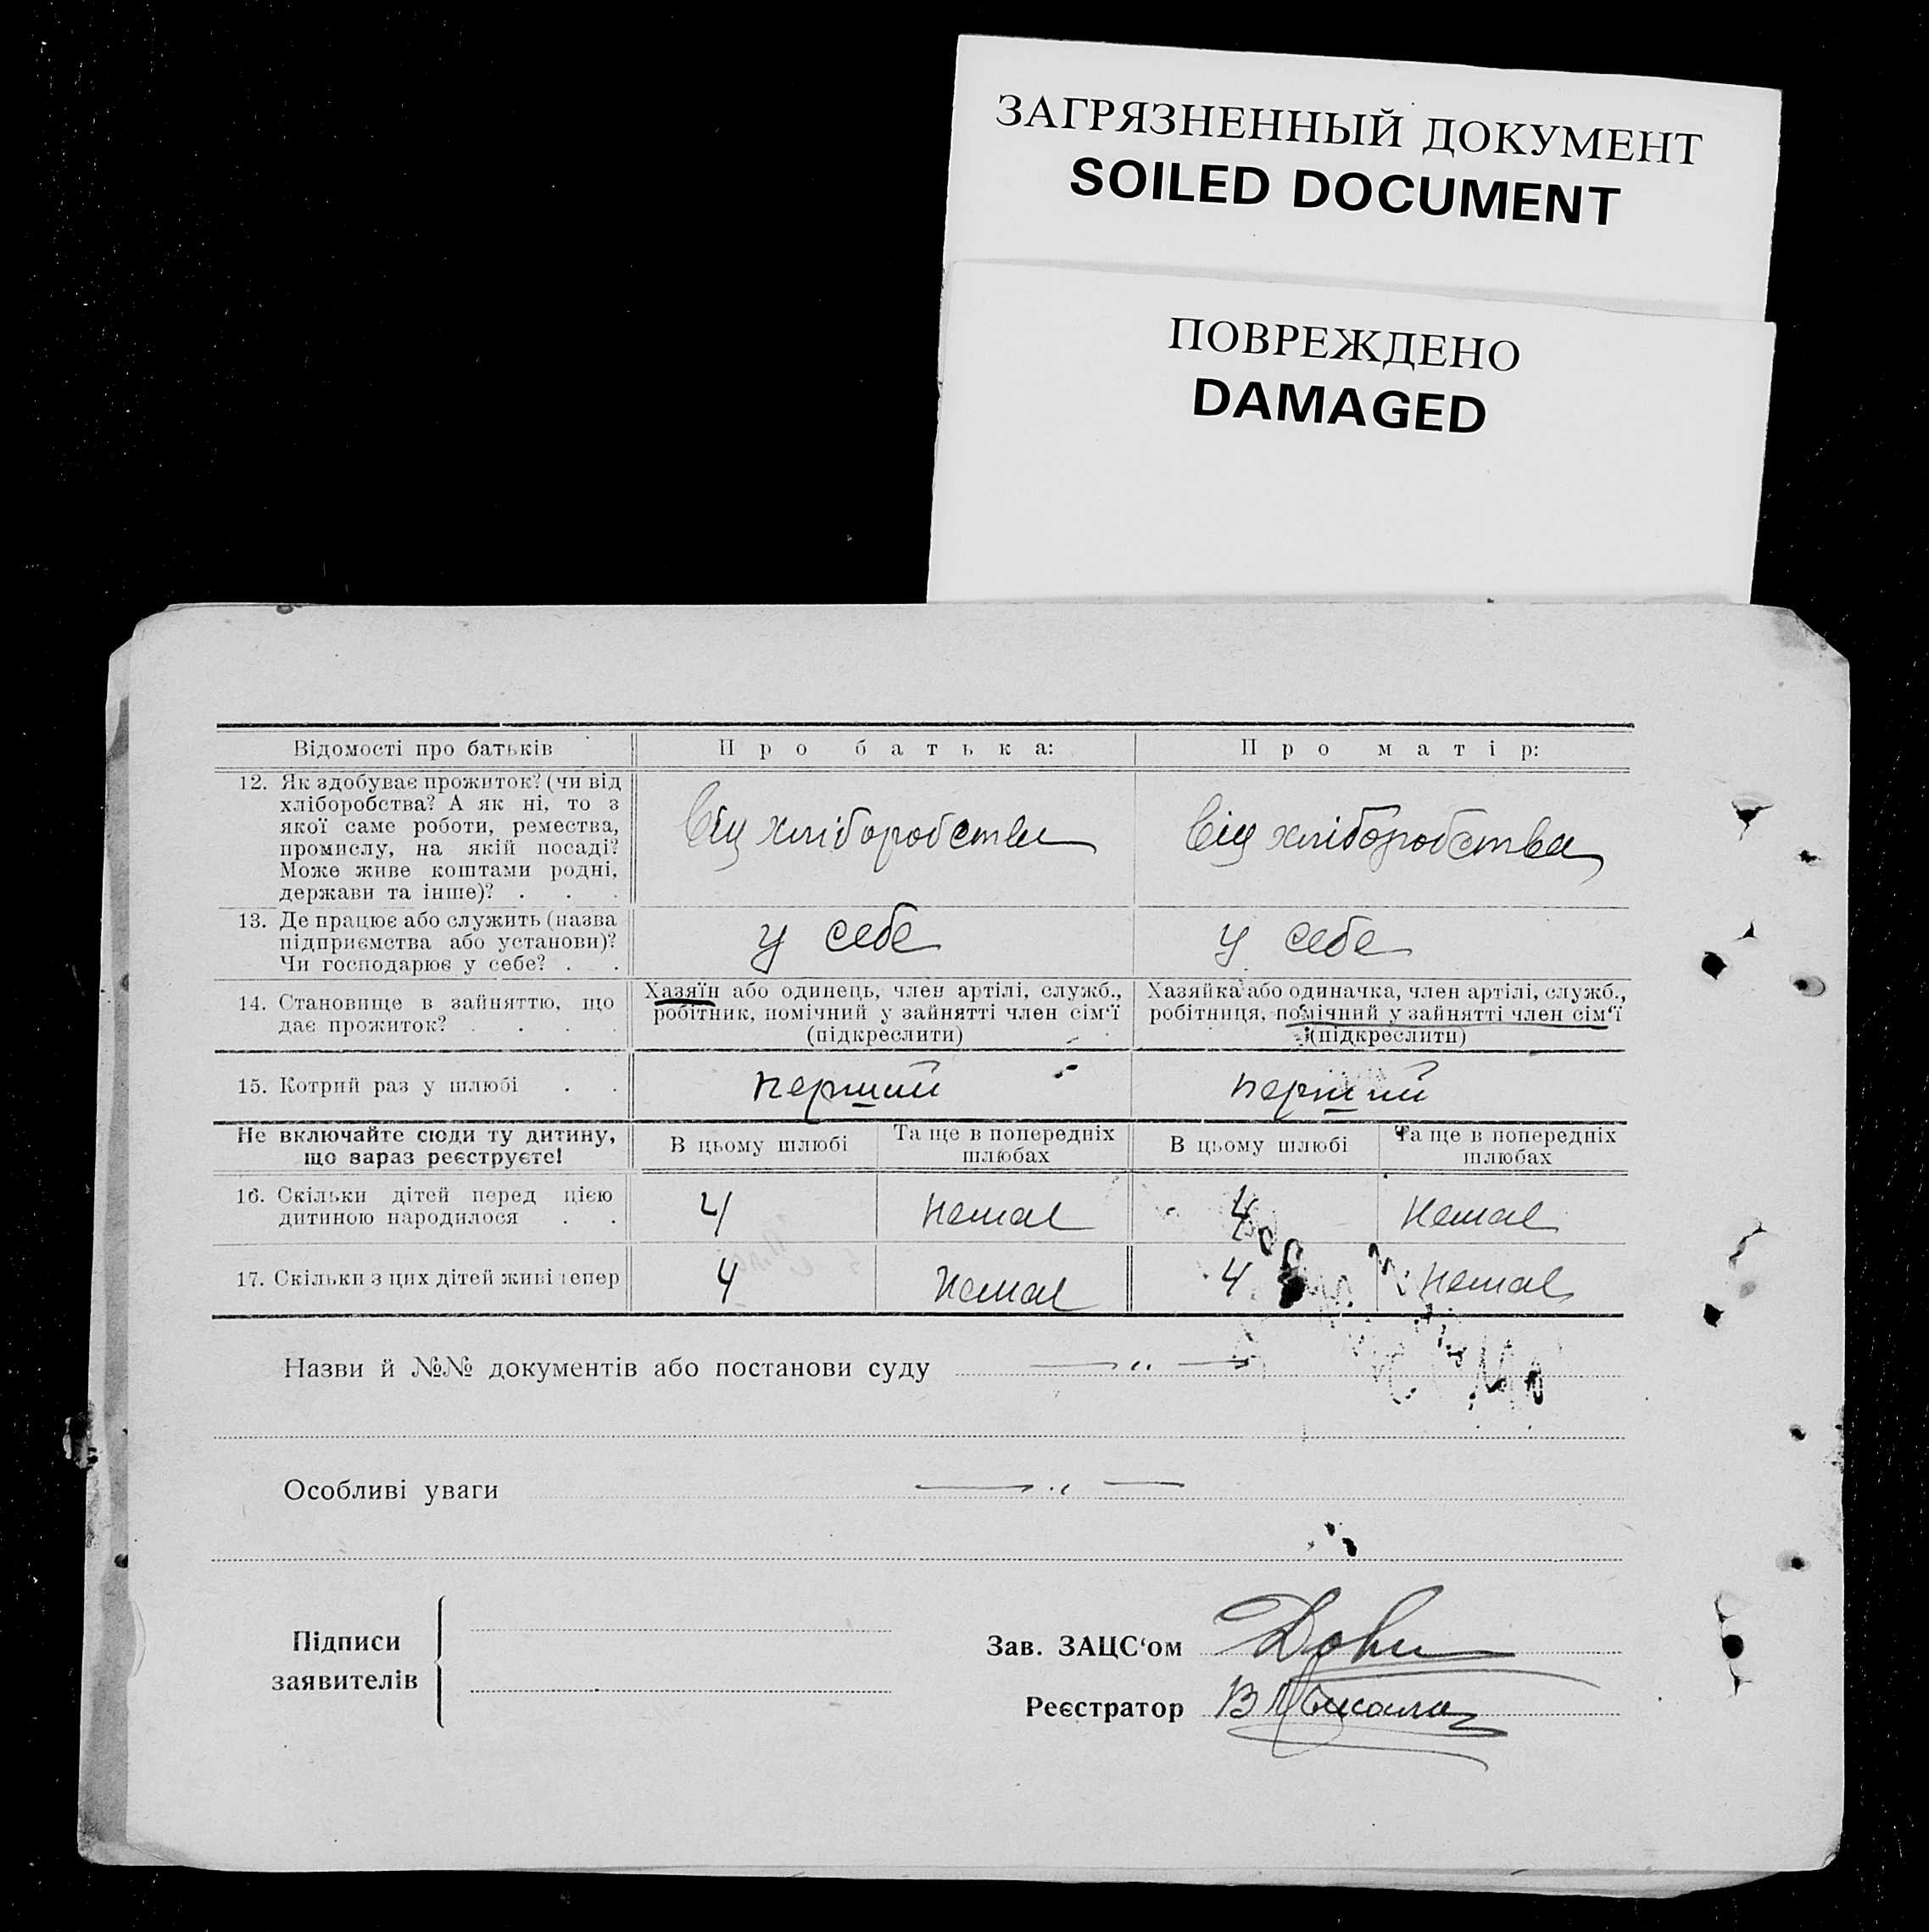 ЗАГРЯЗНЕННЫЙ ДОКУМЕНТ
SOILED DOCUMENT
ПОВРЕЖДЕНО
DAMAGED
Відомості про батьків
Про батька:
Про матір:
12. Як здобуває прожиток? (чи від
хліборобства? А як ні, то з
якої саме роботи, ремества,
промислу, на якій посаді?
Може живе коштами родні,
держави та інше)? . . .
Від хліборобства
Від хліборобства
13. Де працює або служить (назва
підприємства або установи)?
Чи господарює у себе? . .
у себе
у себе
14. Становище в зайняттю, що
дає прожиток? . . . .
Хазяїн або одинець, член артілі, служб.,
робітник, помічний у зайнятті член сім'ї
(підкреслити)
Хазяйка або одиначка, член артілі, служб.,
робітниця, помічний у зайнятті член сім'ї
(підкреслити)
15. Котрий раз у шлюбі . .
перший
перший
Не включайте сюди ту дитину,
що зараз реєструєте!
В цьому шлюбі
Та ще в попередніх
шлюбах
В цьому шлюбі
Та ще в попередніх
шлюбах
16. Скільки дітей перед цією
дитиною народилося . .
4
немає
4
немає
17. Скільки з цих дітей живі тепер
4
немає
4
немає
Назви й №№ документів або постанови суду — „ —
Особливі уваги — „ —
Підписи
заявителів
Зав. ЗАЦС'ом
Реєстратор